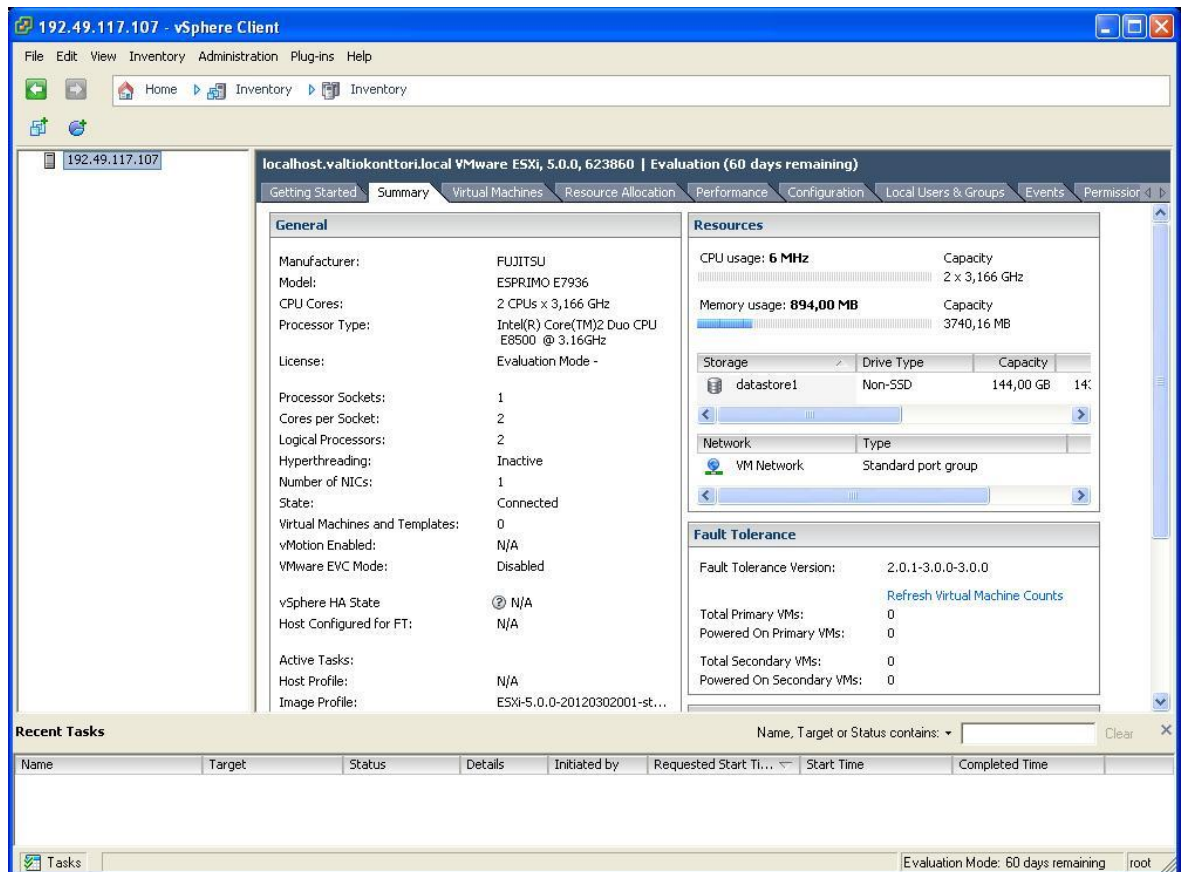 192.49.117.107 - vSphere Client
File Edit View Inventory Administration Plug-ins Help
Home Inventory Inventory
192.49.117.107
localhost.valtiokonttori.local VMware ESXi, 5.0.0, 623860 | Evaluation (60 days remaining)
Getting Started Summary Virtual Machines Resource Allocation Performance Configuration Local Users & Groups Events Permission
General
Manufacturer: FUJITSU
Model: ESPRIMO E7936
CPU Cores: 2 CPUs x 3,166 GHz
Processor Type: Intel(R) Core(TM)2 Duo CPU
E8500 @ 3.16GHz
License: Evaluation Mode -
Processor Sockets: 1
Cores per Socket: 2
Logical Processors: 2
Hyperthreading: Inactive
Number of NICs: 1
State: Connected
Virtual Machines and Templates: 0
vMotion Enabled: N/A
VMware EVC Mode: Disabled
vSphere HA State N/A
Host Configured for FT: N/A
Active Tasks:
Host Profile: N/A
Image Profile: ESXi-5.0.0-20120302001-st...
Resources
CPU usage: 6 MHz Capacity
2 x 3,166 GHz
Memory usage: 894,00 MB Capacity
3740,16 MB
Storage Drive Type Capacity
datastore1 Non-SSD 144,00 GB
Network Type
VM Network Standard port group
Fault Tolerance
Fault Tolerance Version: 2.0.1-3.0.0-3.0.0
Refresh Virtual Machine Counts
Total Primary VMs: 0
Powered On Primary VMs: 0
Total Secondary VMs: 0
Powered On Secondary VMs: 0
Recent Tasks Name, Target or Status contains: Clear
Name Target Status Details Initiated by Requested Start Ti... Start Time Completed Time
Tasks Evaluation Mode: 60 days remaining root